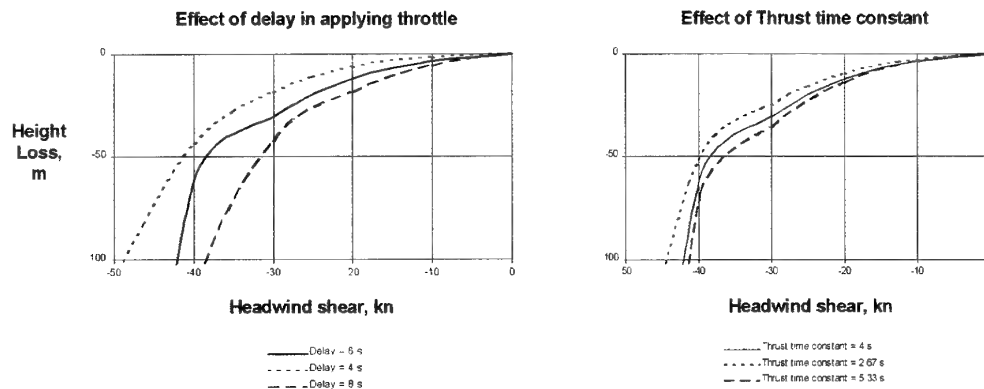 Effect of delay in applying throttle
0
-50
100
-50
-40
-30
-20
-10
0
Height
Loss,
m
Headwind shear, kn
Delay = 6 s
Delay = 4 s
Delay = 8 s
Effect of Thrust time constant
0
-50
100
50
-40
-30
-20
-10
Headwind shear, kn
Thrust time constant = 4 s
Thrust time constant = 2.67 s
Thrust time constant = 5.33 s